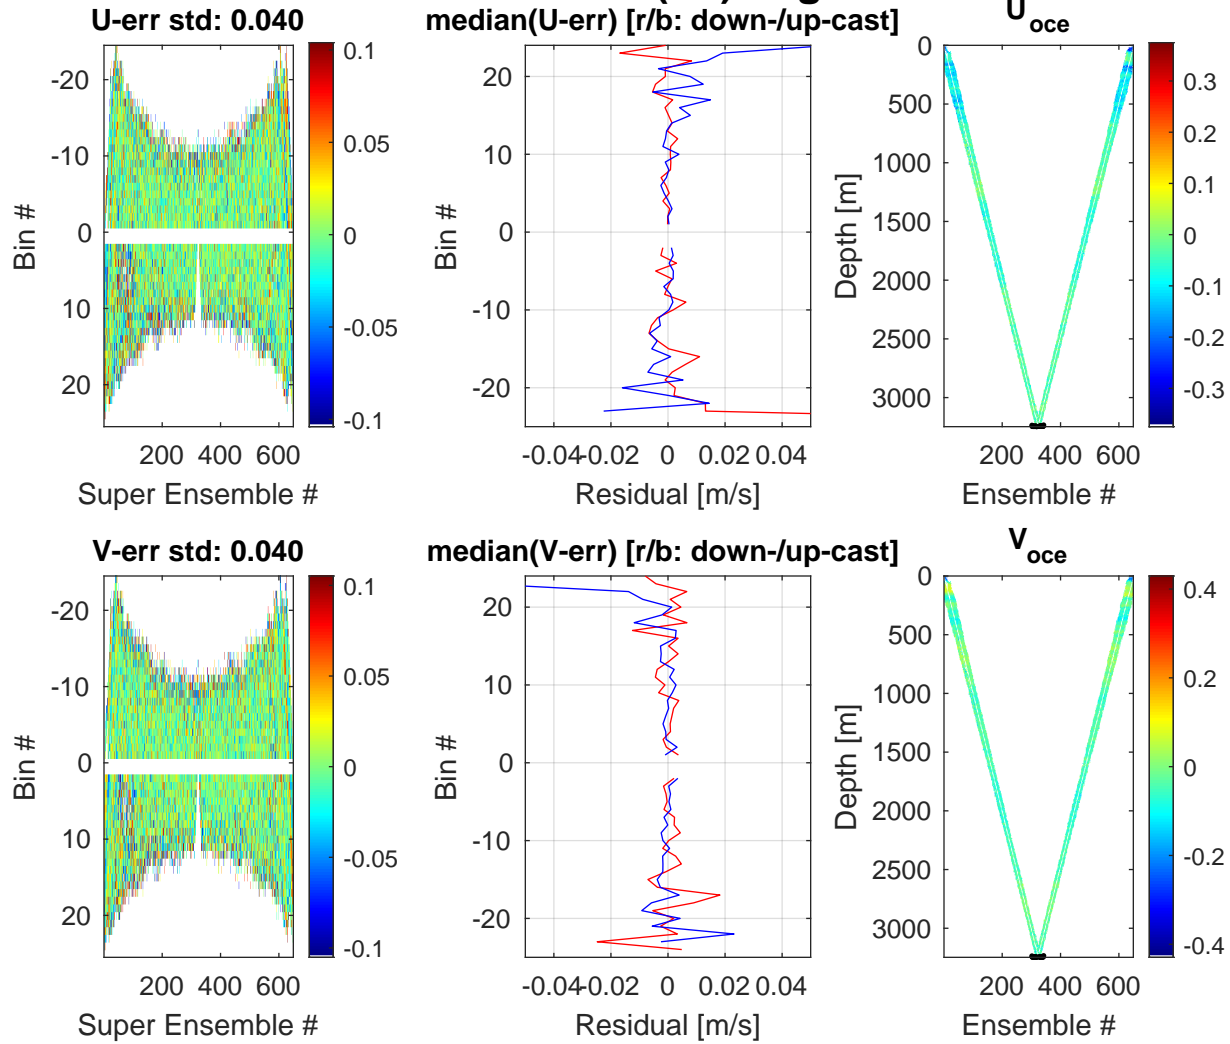 U-err std: 0.040
median(U-err) [r/b: down-/up-cast]
U_oce
-20
-10
0
10
20
Bin #
200 400 600
Super Ensemble #
0.1
0.05
0
-0.05
-0.1
20
10
0
-10
-20
Bin #
-0.04 -0.02 0 0.02 0.04
Residual [m/s]
0
500
1000
1500
2000
2500
3000
Depth [m]
200 400 600
Ensemble #
0.3
0.2
0.1
0
-0.1
-0.2
-0.3
V-err std: 0.040
median(V-err) [r/b: down-/up-cast]
V_oce
-20
-10
0
10
20
Bin #
200 400 600
Super Ensemble #
0.1
0.05
0
-0.05
-0.1
20
10
0
-10
-20
Bin #
-0.04 -0.02 0 0.02 0.04
Residual [m/s]
0
500
1000
1500
2000
2500
3000
Depth [m]
200 400 600
Ensemble #
0.4
0.2
0
-0.2
-0.4